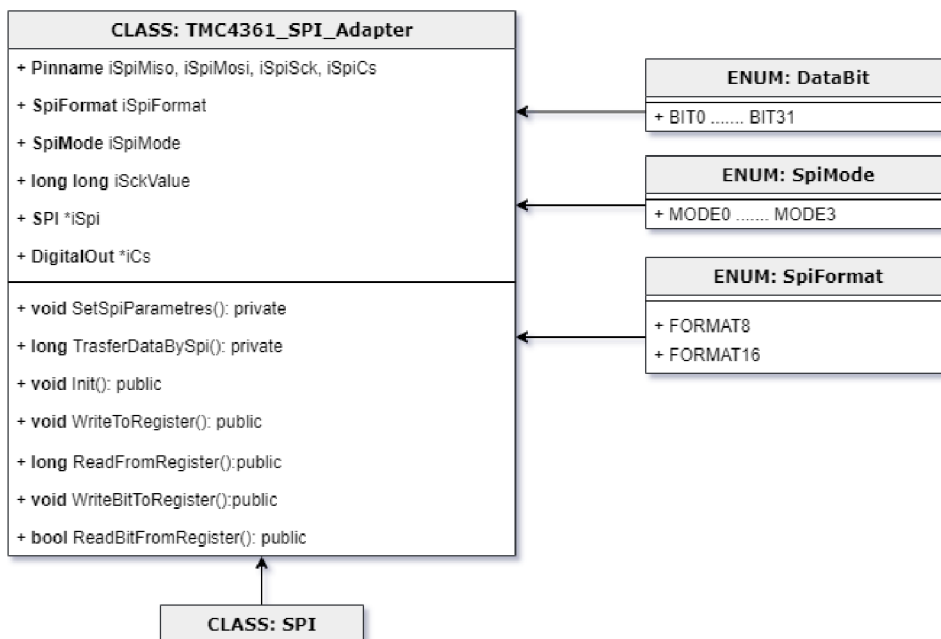 CLASS: TMC4361_SPI_Adapter
+ Pinname iSpiMiso, iSpiMosi, iSpiSck, iSpiCs
+ SpiFormat iSpiFormat
+ SpiMode iSpiMode
+ long long iSckValue
+ SPI *iSpi
+ DigitalOut *iCs
+ void SetSpiParametres(): private
+ long TrasferDataBySpi(): private
+ void Init(): public
+ void WriteToRegister(): public
+ long ReadFromRegister():public
+ void WriteBitToRegister():public
+ bool ReadBitFromRegister(): public
ENUM: DataBit
+ BIT0 ....... BIT31
ENUM: SpiMode
+ MODE0 ....... MODE3
ENUM: SpiFormat
+ FORMAT8
+ FORMAT16
CLASS: SPI